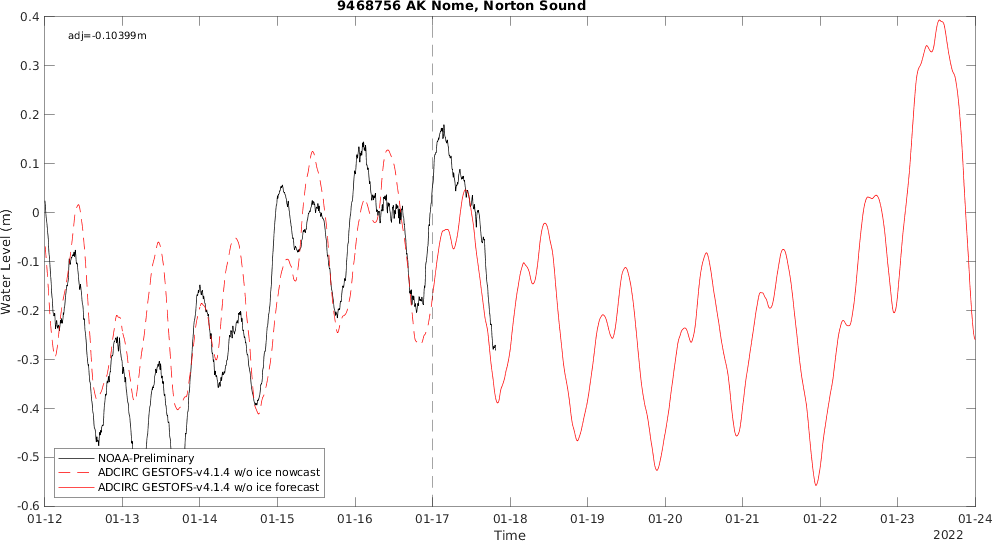 9468756 AK Nome, Norton Sound
adj=-0.10399m
0.4
0.3
0.2
0.1
0
-0.1
-0.2
-0.3
-0.4
-0.5
-0.6
Water Level (m)
NOAA-Preliminary
ADCIRC GESTOFS-v4.1.4 w/o ice nowcast
ADCIRC GESTOFS-v4.1.4 w/o ice forecast
01-12 01-13 01-14 01-15 01-16 01-17 01-18 01-19 01-20 01-21 01-22 01-23 01-24
Time
2022